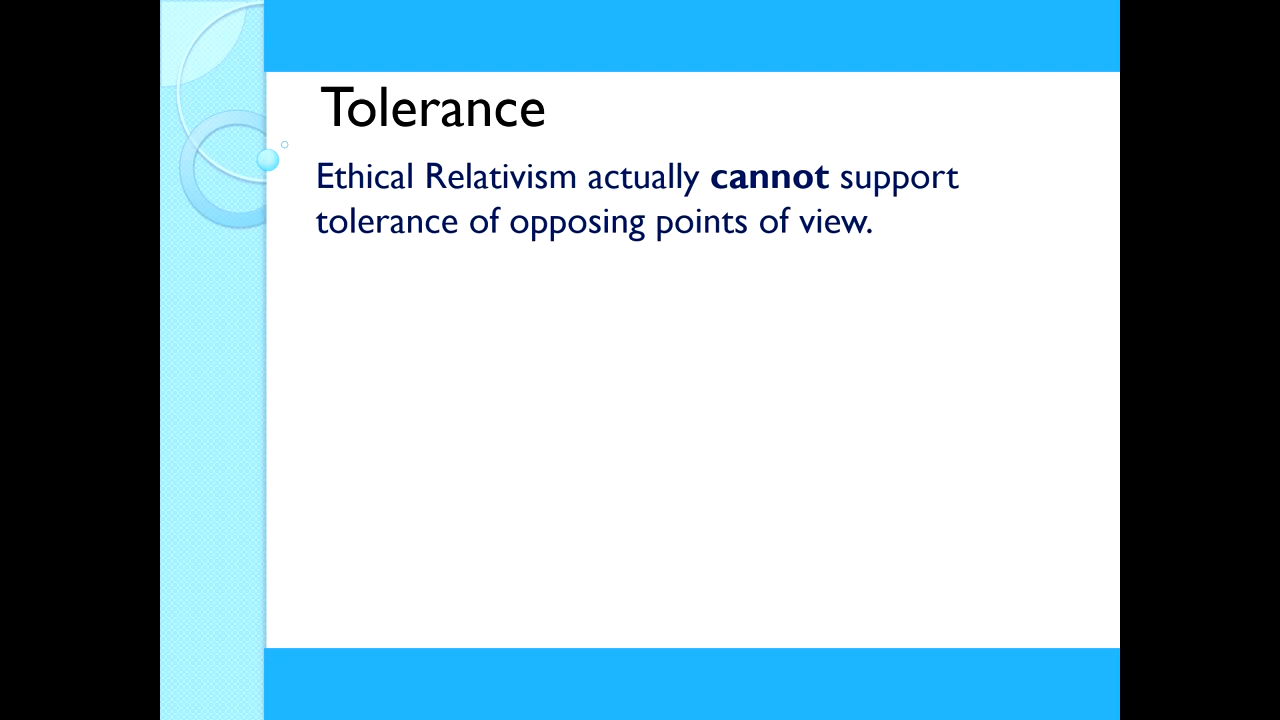 Tolerance
Ethical Relativism actually cannot support
tolerance of opposing points of view.